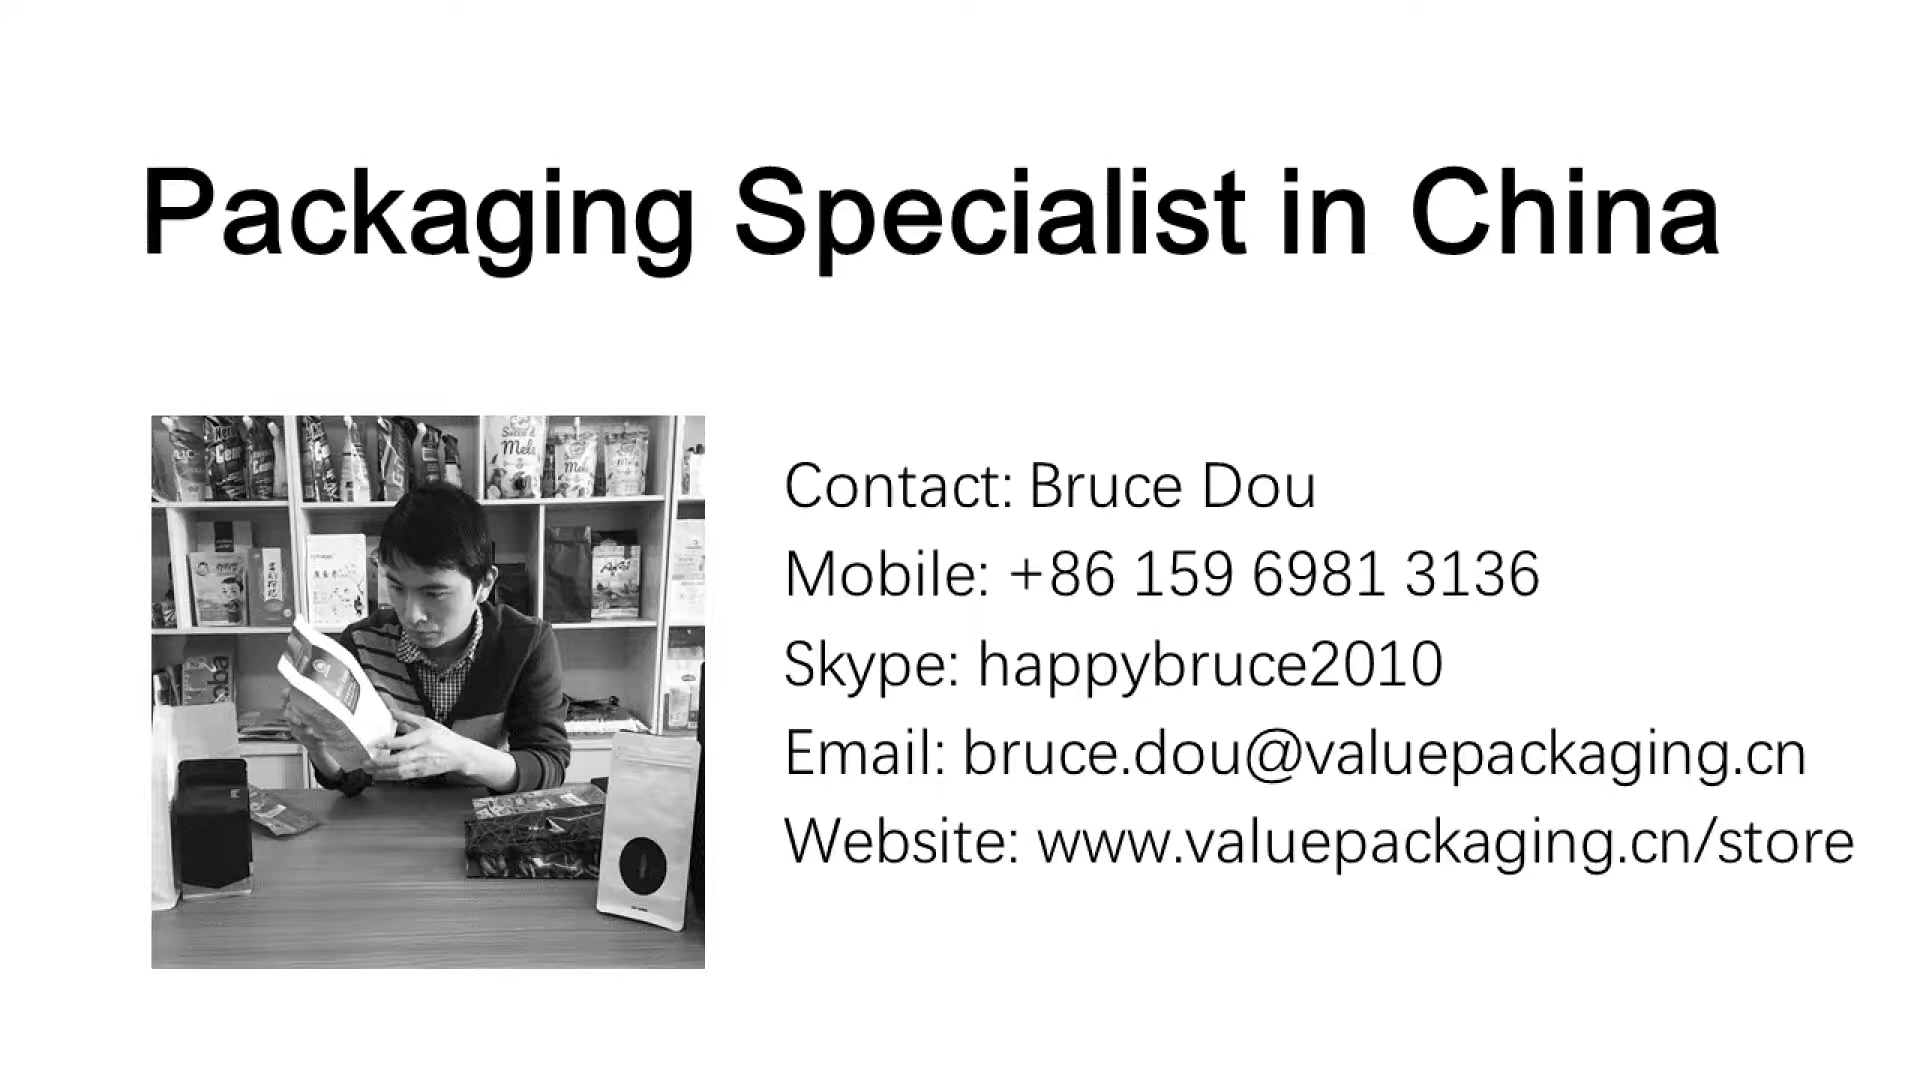 Packaging Specialist in China
Contact: Bruce Dou
Mobile: +86 159 6981 3136
Skype: happybruce2010
Email: bruce.dou@valuepackaging.cn
Website: www.valuepackaging.cn/store